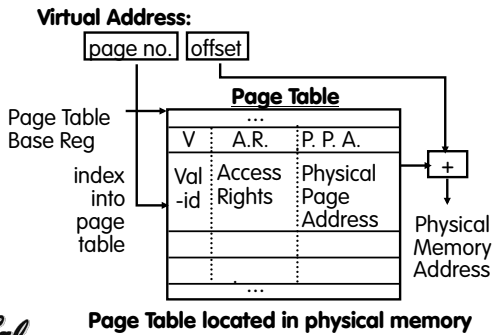 Virtual Address:
page no. offset
Page Table
Page Table
Base Reg
...
V A.R. P. P. A.
index
into
page
table
Val
-id
Access
Rights
Physical
Page
Address
+
Physical
Memory
Address
...
Page Table located in physical memory